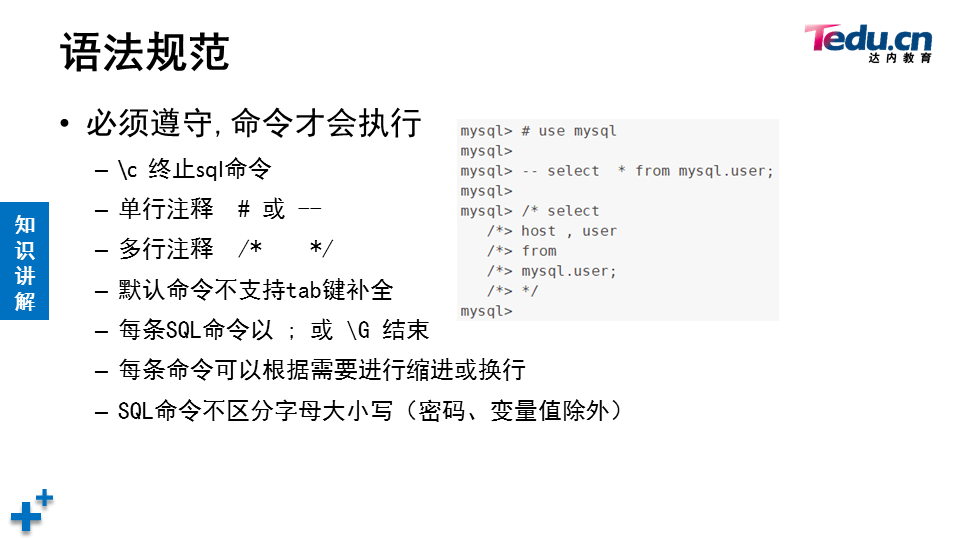 语法规范
Tedu.cn
达内教育
• 必须遵守,命令才会执行
– \c 终止sql命令
– 单行注释 # 或 --
– 多行注释 /* */
– 默认命令不支持tab键补全
– 每条SQL命令以 ; 或 \G 结束
– 每条命令可以根据需要进行缩进或换行
– SQL命令不区分字母大小写（密码、变量值除外）
mysql> # use mysql
mysql>
mysql> -- select * from mysql.user;
mysql>
mysql> /* select
/*> host , user
/*> from
/*> mysql.user;
/*> */
mysql>
知
识
讲
解